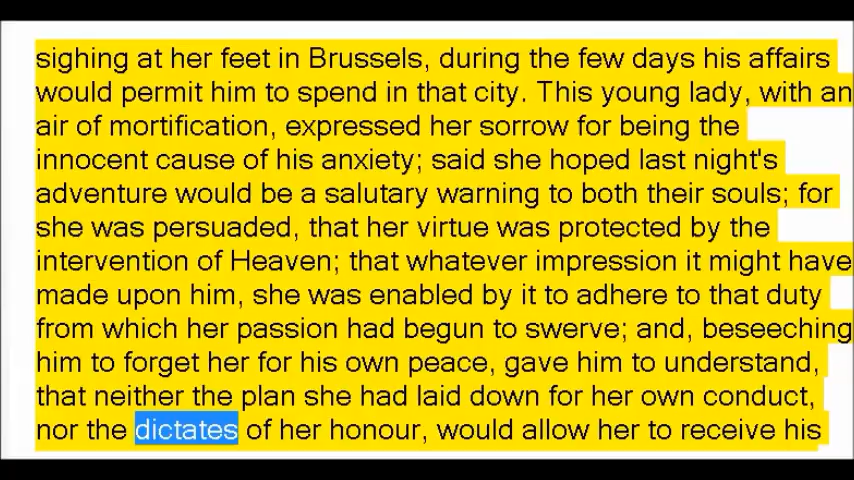 sighing at her feet in Brussels, during the few days his affairs
would permit him to spend in that city. This young lady, with an
air of mortification, expressed her sorrow for being the
innocent cause of his anxiety; said she hoped last night's
adventure would be a salutary warning to both their souls; for
she was persuaded, that her virtue was protected by the
intervention of Heaven; that whatever impression it might have
made upon him, she was enabled by it to adhere to that duty
from which her passion had begun to swerve; and, beseeching
him to forget her for his own peace, gave him to understand,
that neither the plan she had laid down for her own conduct,
nor the dictates of her honour, would allow her to receive his